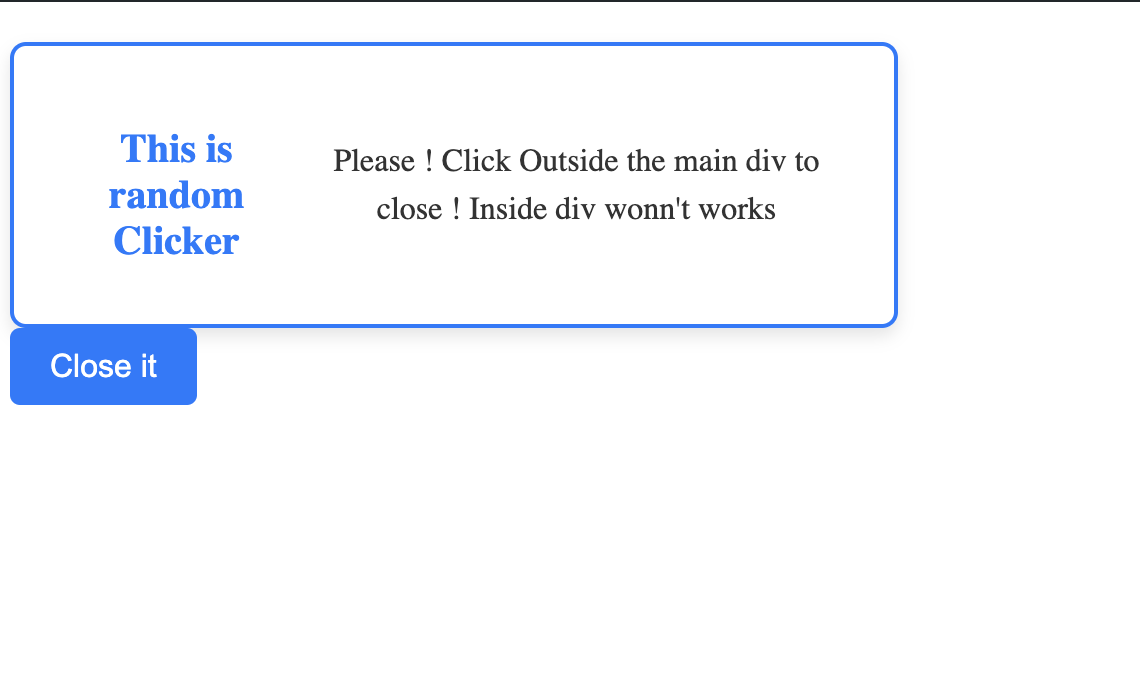 This is
random
Clicker
Please ! Click Outside the main div to
close ! Inside div wonn't works
Close it